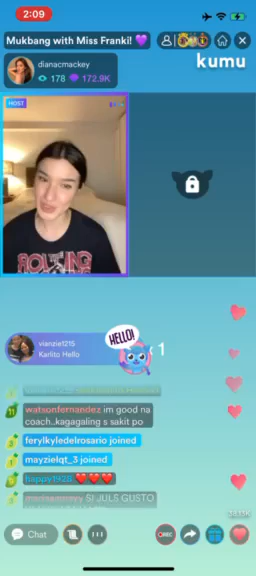 2:09
Mukbang with Miss Franki! 💜
dianacmackey
178 172.9K
kumu
HOST
HELLO!
vianzie1215
Karlito Hello
1
watsonfernandez im good na
coach..kagagaling s sakit po
ferylkyledelrosario joined
mayzielqt_3 joined
happy1928 ❤️❤️❤️
SI JULS GUSTO
Chat